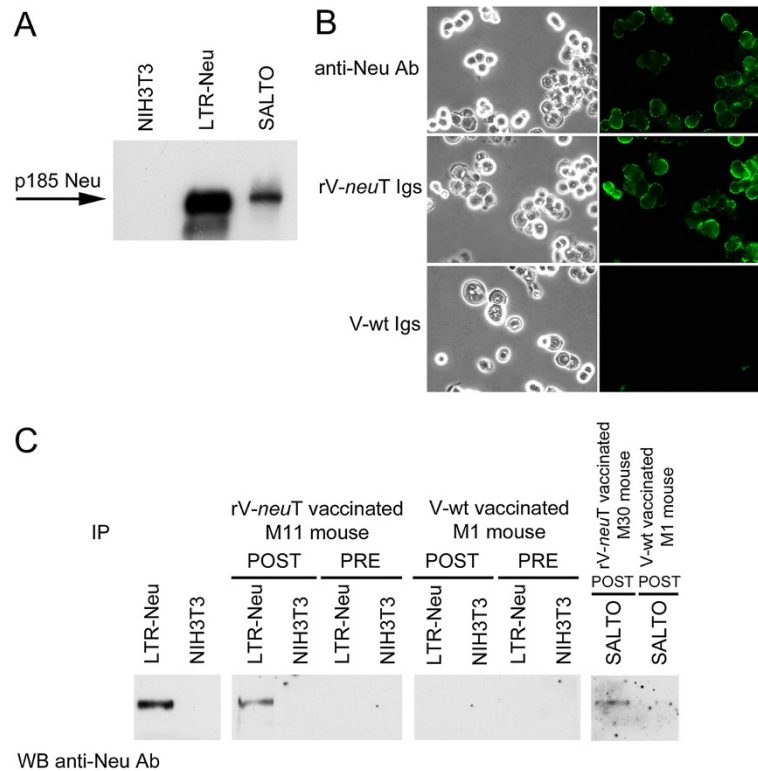 A
NIH3T3
LTR-Neu
SALTO
p185 Neu
B
anti-Neu Ab
rV-neuT Igs
V-wt Igs
C
IP
rV-neuT vaccinated
M11 mouse
V-wt vaccinated
M1 mouse
rV-neuT vaccinated
M30 mouse
V-wt vaccinated
M1 mouse
POST
PRE
POST
PRE
POST
POST
LTR-Neu
NIH3T3
LTR-Neu
NIH3T3
LTR-Neu
NIH3T3
LTR-Neu
NIH3T3
LTR-Neu
NIH3T3
SALTO
SALTO
WB anti-Neu Ab